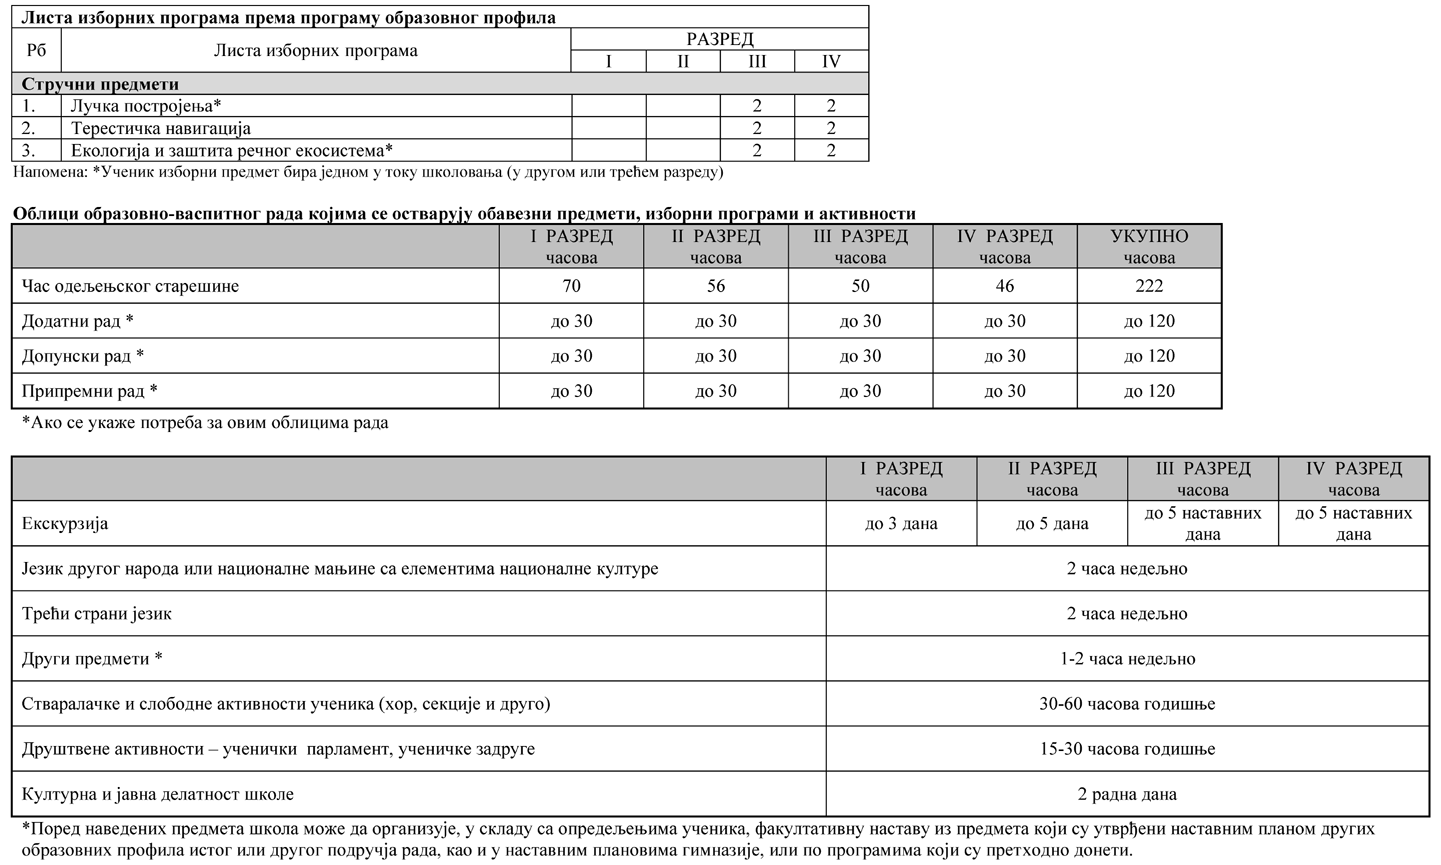 Листа изборних програма према програму образовног профила
Рб Листа изборних програма РАЗРЕД
I II III IV
Стручни предмети
1. Лучка постројења* 2 2
2. Терестичка навигација 2 2
3. Екологија и заштита речног екосистема* 2 2
Напомена: *Ученик изборни предмет бира једном у току школовања (у другом или трећем разреду)
Облици образовно-васпитног рада којима се остварују обавезни предмети, изборни програми и активности
I РАЗРЕД II РАЗРЕД III РАЗРЕД IV РАЗРЕД УКУПНО
часова часова часова часова часова
Час одељењског старешине 70 56 50 46 222
Додатни рад * до 30 до 30 до 30 до 30 до 120
Допунски рад * до 30 до 30 до 30 до 30 до 120
Припремни рад * до 30 до 30 до 30 до 30 до 120
*Ако се укаже потреба за овим облицима рада
I РАЗРЕД II РАЗРЕД III РАЗРЕД IV РАЗРЕД
часова часова часова часова
Екскурзија до 3 дана до 5 дана до 5 наставних до 5 наставних
дана дана
Језик другог народа или националне мањине са елементима националне културе 2 часа недељно
Трећи страни језик 2 часа недељно
Други предмети * 1-2 часа недељно
Стваралачке и слободне активности ученика (хор, секције и друго) 30-60 часова годишње
Друштвене активности – ученички парламент, ученичке задруге 15-30 часова годишње
Културна и јавна делатност школе 2 радна дана
*Поред наведених предмета школа може да организује, у складу са опредељењима ученика, факултативну наставу из предмета који су утврђени наставним планом других
образовних профила истог или другог подручја рада, као и у наставним плановима гимназије, или по програмима који су претходно донети.